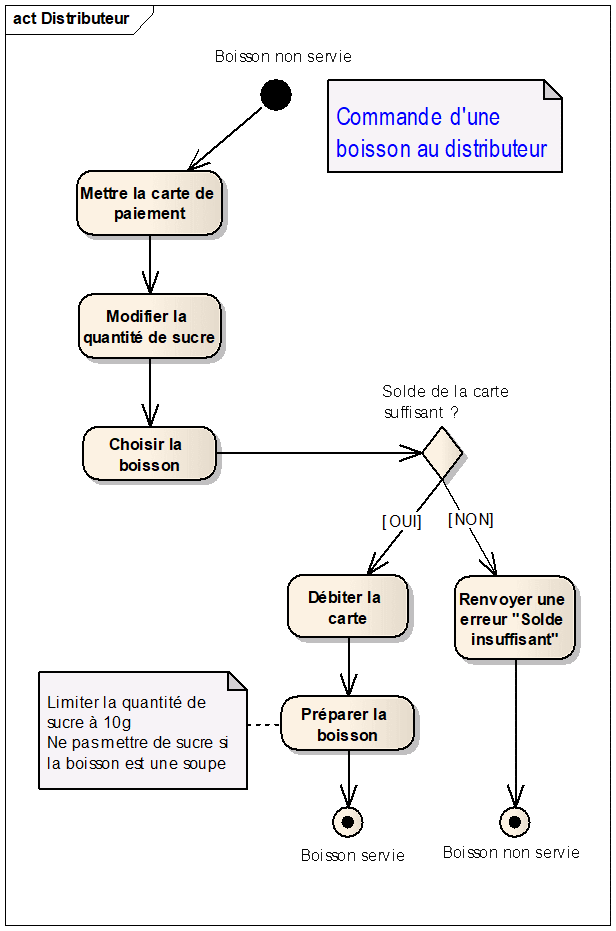 act Distributeur
Boisson non servie
Commande d'une
boisson au distributeur
Mettre la carte de
paiement
Modifier la
quantité de sucre
Choisir la
boisson
Solde de la carte
suffisant ?
[OUI]
[NON]
Débiter la
carte
Renvoyer une
erreur "Solde
insuffisant"
Limiter la quantité de
sucre à 10g
Ne pas mettre de sucre si
la boisson est une soupe
Préparer la
boisson
Boisson servie
Boisson non servie